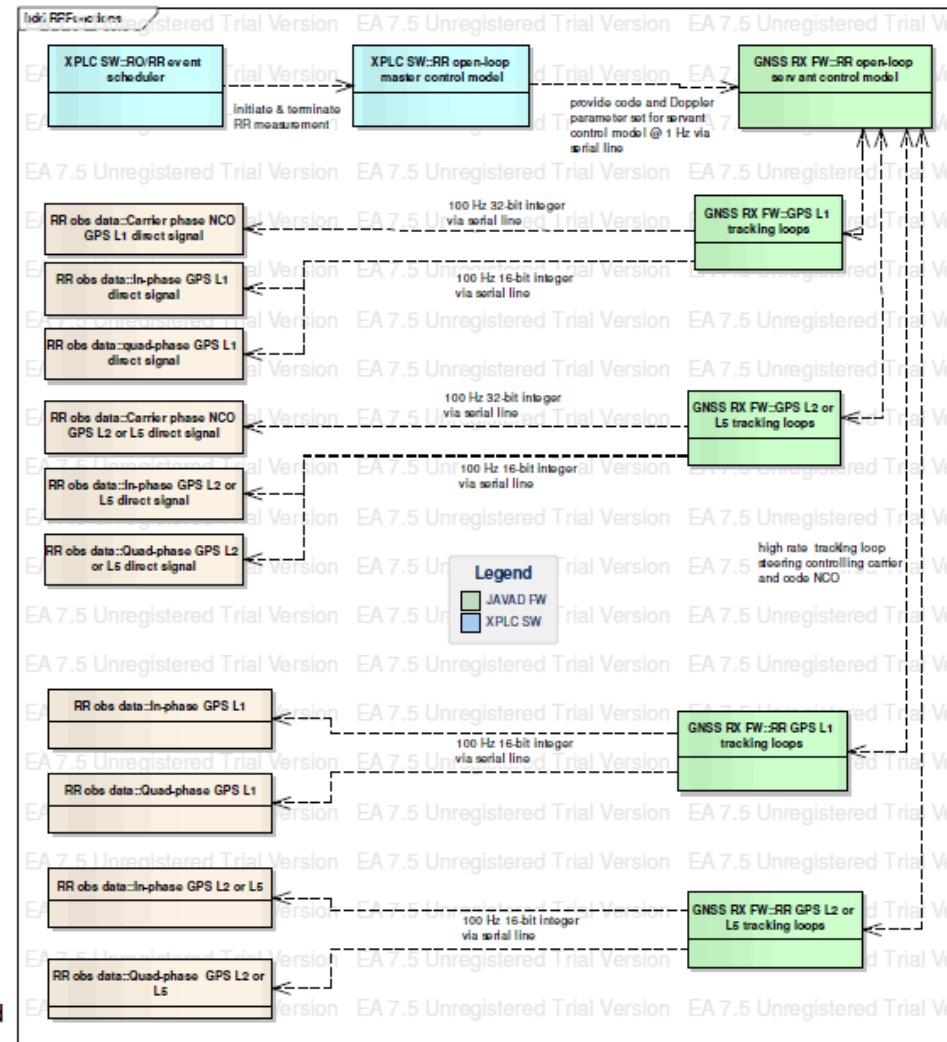 bdd RRFunctions
XPLC SW::RO/RR event
scheduler
XPLC SW::RR open-loop
master control model
GNSS RX FW::RR open-loop
servant control model
initiate & terminate
RR measurement
provide code and Doppler
parameter set for servant
control model @ 1 Hz via
serial line
RR obs data::Carrier phase NCO
GPS L1 direct signal
100 Hz 32-bit integer
via serial line
GNSS RX FW::GPS L1
tracking loops
RR obs data::In-phase GPS L1
direct signal
100 Hz 16-bit integer
via serial line
RR obs data::quad-phase GPS L1
direct signal
RR obs data::Carrier phase NCO
GPS L2 or L5 direct signal
100 Hz 32-bit integer
via serial line
GNSS RX FW::GPS L2 or
L5 tracking loops
RR obs data::In-phase GPS L2 or
L5 direct signal
100 Hz 16-bit integer
via serial line
RR obs data::Quad-phase GPS L2
or L5 direct signal
high rate tracking loop
steering controlling carrier
and code NCO
Legend
JAVAD FW
XPLC SW
RR obs data::In-phase GPS L1
GNSS RX FW::RR GPS L1
tracking loops
100 Hz 16-bit integer
via serial line
RR obs data::Quad-phase GPS L1
RR obs data::In-phase GPS L2 or L5
GNSS RX FW::RR GPS L2 or
L5 tracking loops
100 Hz 16-bit integer
via serial line
RR obs data::Quad-phase GPS L2 or
L5
EA 7.5 Unregistered Trial Version